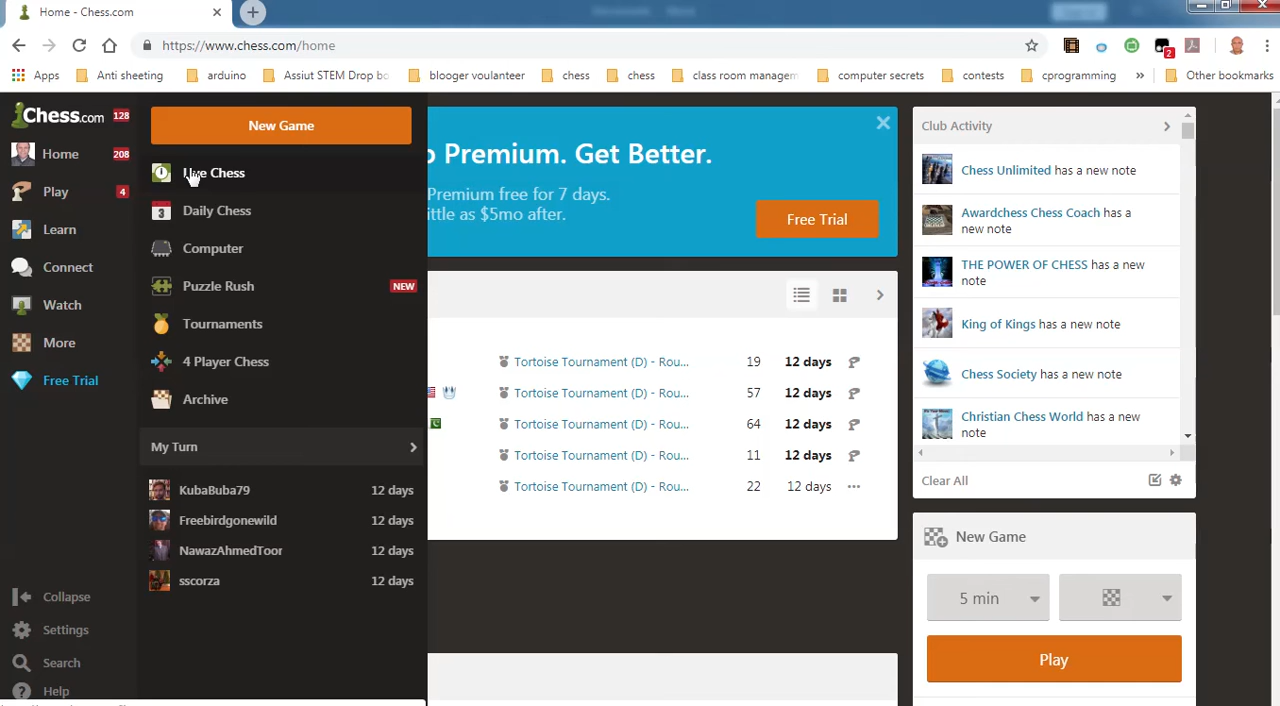 Home - Chess.com
https://www.chess.com/home
2
Apps
Anti sheeting
arduino
Assiut STEM Drop bo
blooger voulanteer
chess
chess
class room managem
computer secrets
contests
cprogramming
»
Other bookmarks
Chess.com 128
Home 208
Play 4
Learn
Connect
Watch
More
Free Trial
Collapse
Settings
Search
Help
New Game
Live Chess
3 Daily Chess
Computer
Puzzle Rush NEW
Tournaments
4 Player Chess
Archive
My Turn
KubaBuba79 12 days
Freebirdgonewild 12 days
NawazAhmedToor 12 days
sscorza 12 days
Premium. Get Better.
Premium free for 7 days.
ttle as $5mo after.
Free Trial
Tortoise Tournament (D) - Rou... 19 12 days
Tortoise Tournament (D) - Rou... 57 12 days
Tortoise Tournament (D) - Rou... 64 12 days
Tortoise Tournament (D) - Rou... 11 12 days
Tortoise Tournament (D) - Rou... 22 12 days
Club Activity
Chess Unlimited has a new note
Awardchess Chess Coach has a
new note
THE POWER OF CHESS has a new
note
King of Kings has a new note
Chess Society has a new note
Christian Chess World has a new
note
Clear All
New Game
5 min
Play